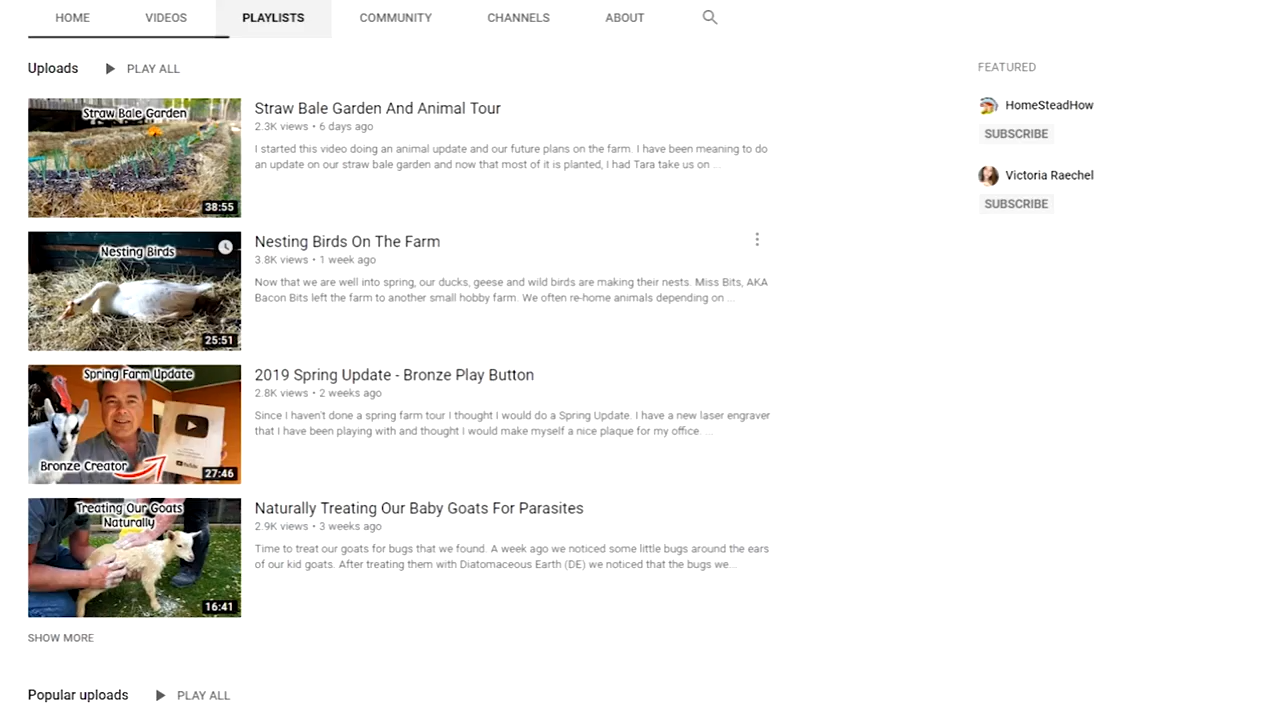 HOME VIDEOS PLAYLISTS COMMUNITY CHANNELS ABOUT
Uploads PLAY ALL
Straw Bale Garden
38:55
Straw Bale Garden And Animal Tour
2.3K views • 6 days ago
I started this video doing an animal update and our future plans on the farm. I have been meaning to do
an update on our straw bale garden and now that most of it is planted, I had Tara take us on ...
Nesting Birds
25:51
Nesting Birds On The Farm
3.8K views • 1 week ago
Now that we are well into spring, our ducks, geese and wild birds are making their nests. Miss Bits, AKA
Bacon Bits left the farm to another small hobby farm. We often re-home animals depending on ...
Spring Farm Update
Bronze Creator
YouTube
27:46
2019 Spring Update - Bronze Play Button
2.8K views • 2 weeks ago
Since I haven't done a spring farm tour I thought I would do a Spring Update. I have a new laser engraver
that I have been playing with and thought I would make myself a nice plaque for my office. ...
Treating Our Goats
Naturally
16:41
Naturally Treating Our Baby Goats For Parasites
2.9K views • 3 weeks ago
Time to treat our goats for bugs that we found. A week ago we noticed some little bugs around the ears
of our kid goats. After treating them with Diatomaceous Earth (DE) we noticed that the bugs we...
SHOW MORE
Popular uploads PLAY ALL
FEATURED
HomeSteadHow
SUBSCRIBE
Victoria Raechel
SUBSCRIBE